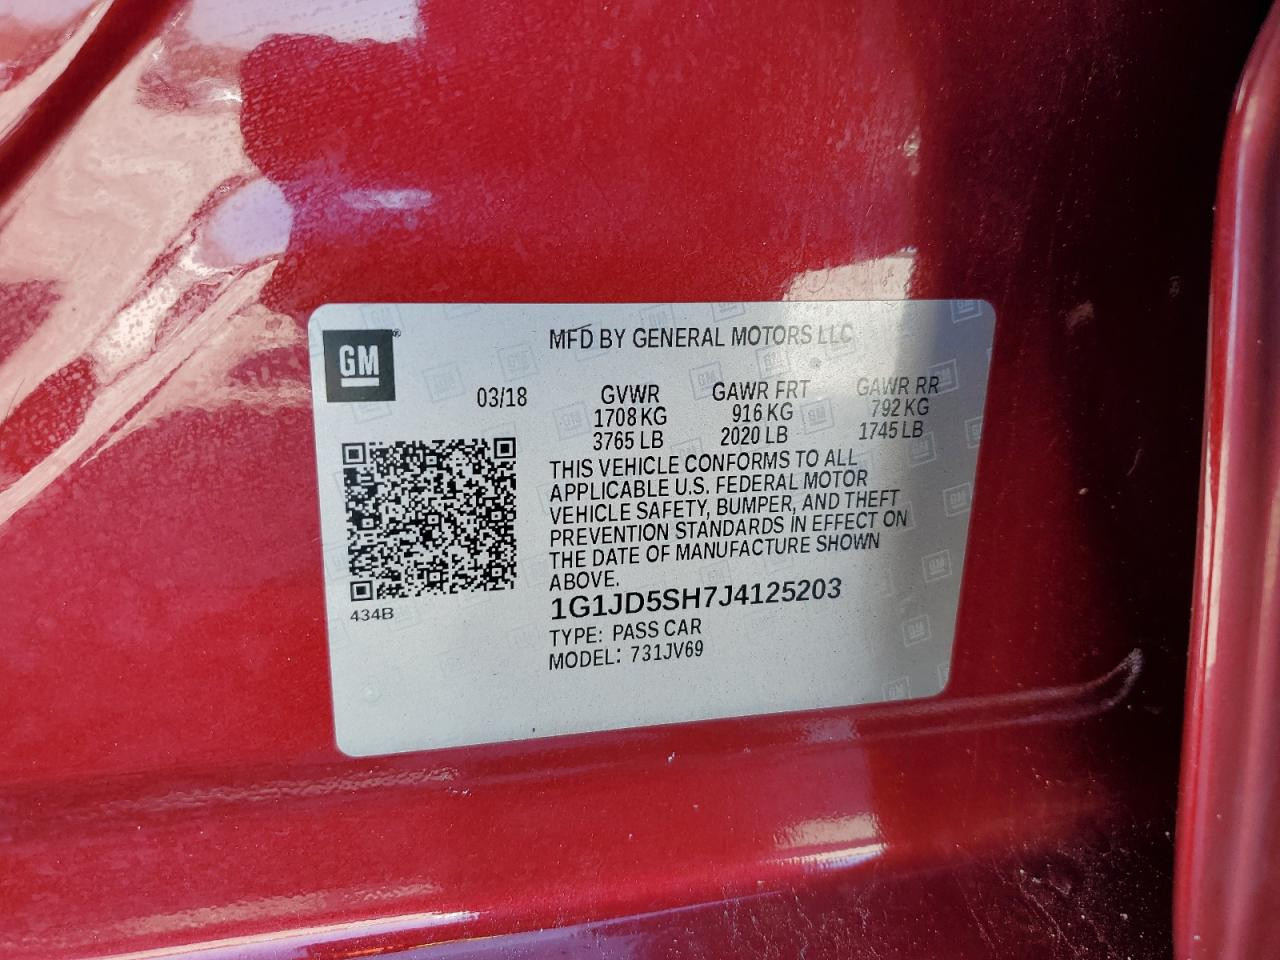 GM
MFD BY GENERAL MOTORS LLC
03/18 GVWR GAWR FRT GAWR RR
1708 KG 916 KG 792 KG
3765 LB 2020 LB 1745 LB
THIS VEHICLE CONFORMS TO ALL
APPLICABLE U.S. FEDERAL MOTOR
VEHICLE SAFETY, BUMPER, AND THEFT
PREVENTION STANDARDS IN EFFECT ON
THE DATE OF MANUFACTURE SHOWN
ABOVE.
1G1JD5SH7J4125203
434B
TYPE: PASS CAR
MODEL: 731JV69